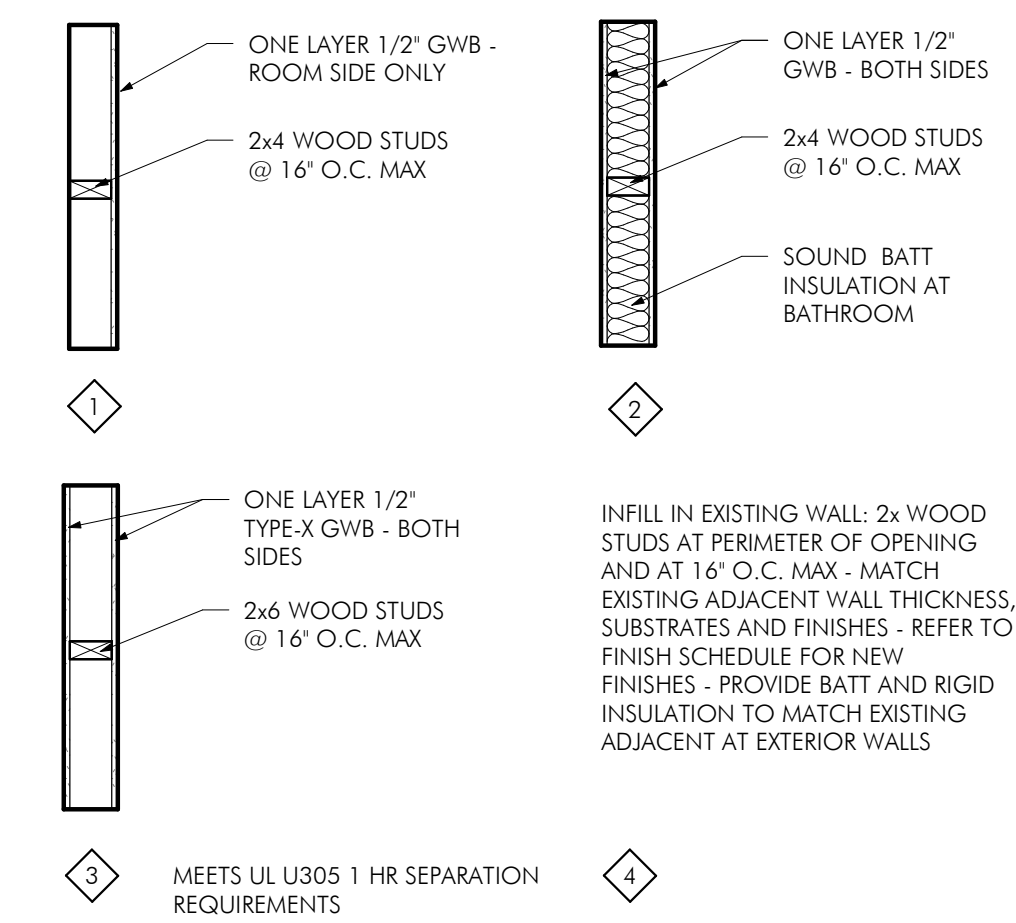 ONE LAYER 1/2" GWB -
ROOM SIDE ONLY
2x4 WOOD STUDS
@ 16" O.C. MAX
1
ONE LAYER 1/2"
GWB - BOTH SIDES
2x4 WOOD STUDS
@ 16" O.C. MAX
SOUND BATT
INSULATION AT
BATHROOM
2
ONE LAYER 1/2"
TYPE-X GWB - BOTH
SIDES
2x6 WOOD STUDS
@ 16" O.C. MAX
3
MEETS UL U305 1 HR SEPARATION
REQUIREMENTS
INFILL IN EXISTING WALL: 2x WOOD
STUDS AT PERIMETER OF OPENING
AND AT 16" O.C. MAX - MATCH
EXISTING ADJACENT WALL THICKNESS,
SUBSTRATES AND FINISHES - REFER TO
FINISH SCHEDULE FOR NEW
FINISHES - PROVIDE BATT AND RIGID
INSULATION TO MATCH EXISTING
ADJACENT AT EXTERIOR WALLS
4